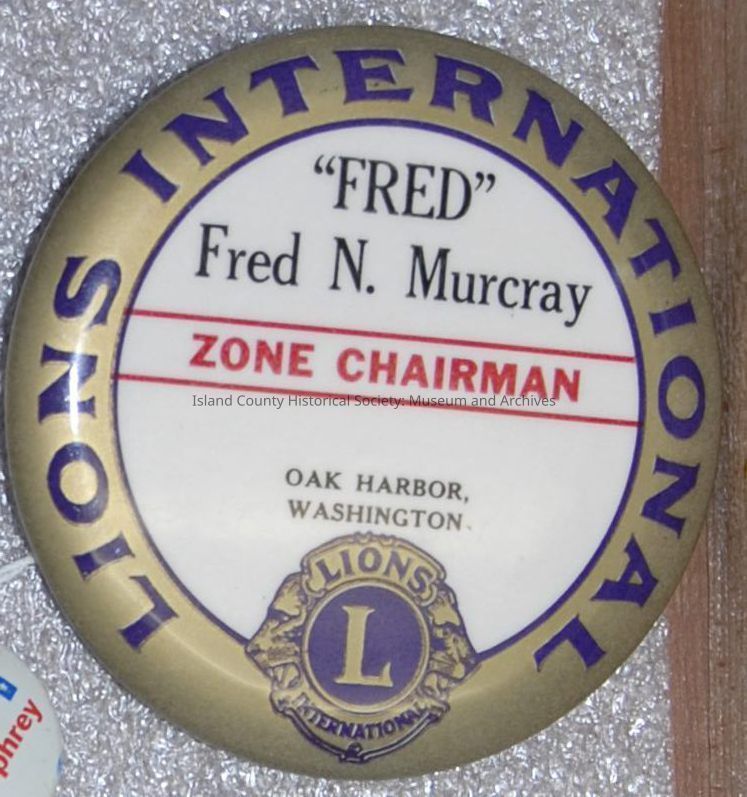 LIONS INTERNATIONAL
“FRED”
Fred N. Murcray
ZONE CHAIRMAN
Island County Historical Society: Museum and Archives
OAK HARBOR,
WASHINGTON
LIONS
L
INTERNATIONAL
phrey